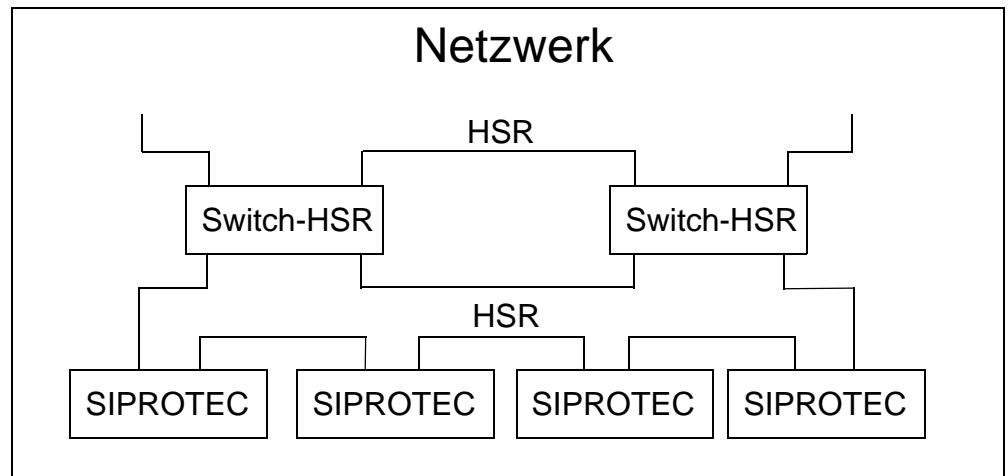 Netzwerk
HSR
Switch-HSR Switch-HSR
HSR
SIPROTEC SIPROTEC SIPROTEC SIPROTEC